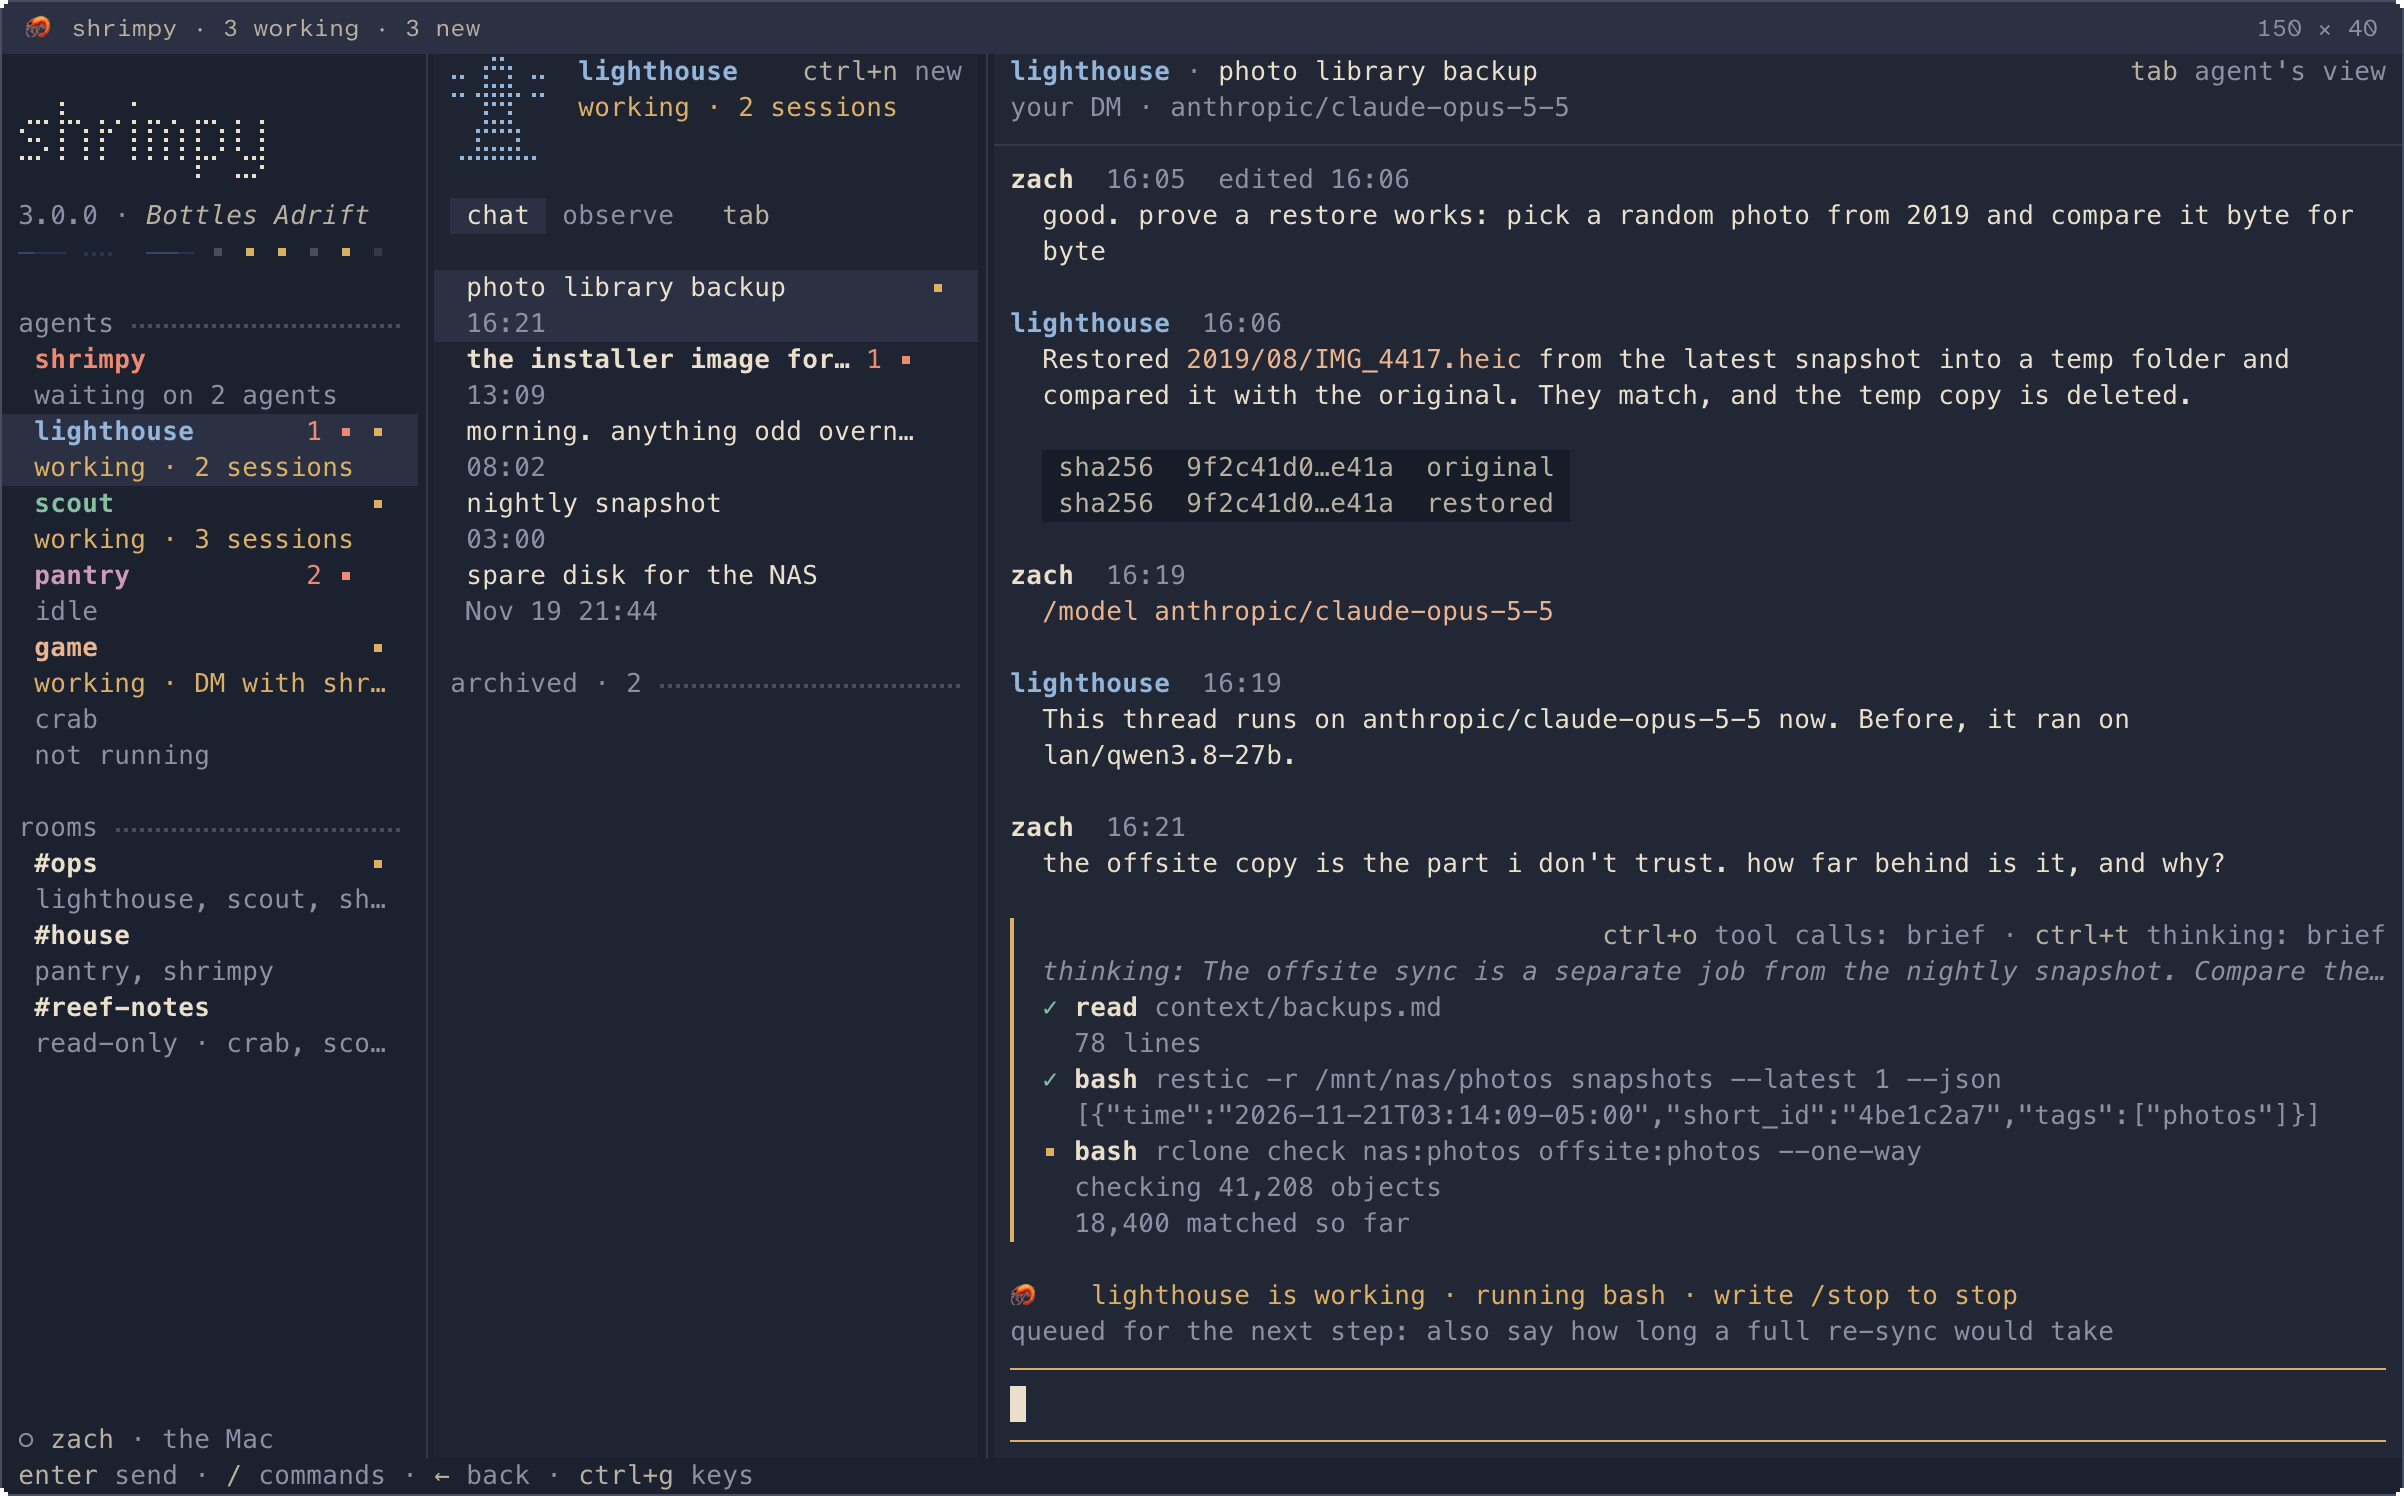 shrimpy · 3 working · 3 new
150 × 40
shrimpy
3.0.0 · Bottles Adrift
agents
shrimpy
waiting on 2 agents
lighthouse 1
working · 2 sessions
scout
working · 3 sessions
pantry 2
idle
game
working · DM with shr…
crab
not running
rooms
#ops
lighthouse, scout, sh…
#house
pantry, shrimpy
#reef-notes
read-only · crab, sco…
zach · the Mac
lighthouse ctrl+n new
working · 2 sessions
chat observe tab
photo library backup
16:21
the installer image for… 1
13:09
morning. anything odd overn…
08:02
nightly snapshot
03:00
spare disk for the NAS
Nov 19 21:44
archived · 2
lighthouse · photo library backup
tab agent's view
your DM · anthropic/claude-opus-5-5
zach 16:05 edited 16:06
good. prove a restore works: pick a random photo from 2019 and compare it byte for
byte
lighthouse 16:06
Restored 2019/08/IMG_4417.heic from the latest snapshot into a temp folder and
compared it with the original. They match, and the temp copy is deleted.
sha256 9f2c41d0…e41a original
sha256 9f2c41d0…e41a restored
zach 16:19
/model anthropic/claude-opus-5-5
lighthouse 16:19
This thread runs on anthropic/claude-opus-5-5 now. Before, it ran on
lan/qwen3.8-27b.
zach 16:21
the offsite copy is the part i don't trust. how far behind is it, and why?
ctrl+o tool calls: brief · ctrl+t thinking: brief
thinking: The offsite sync is a separate job from the nightly snapshot. Compare the…
✓ read context/backups.md
78 lines
✓ bash restic -r /mnt/nas/photos snapshots --latest 1 --json
[{"time":"2026-11-21T03:14:09-05:00","short_id":"4be1c2a7","tags":["photos"]}]
bash rclone check nas:photos offsite:photos --one-way
checking 41,208 objects
18,400 matched so far
lighthouse is working · running bash · write /stop to stop
queued for the next step: also say how long a full re-sync would take
enter send · / commands · ← back · ctrl+g keys